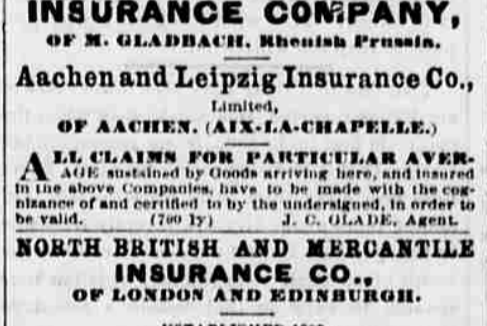 INSURANCE COMPANY,
OF M. GLADBACH, Rhenish Prussia.
Aachen and Leipzig Insurance Co.,
Limited,
OF AACHEN. (AIX-LA-CHAPELLE.)
ALL CLAIMS FOR PARTICULAR AVER-
AGE sustained by Goods arriving here, and insured
in the above Companies, have to be made with the cog-
nizance of and certified to by the undersigned, in order to
be valid. (790 ly) J. C. GLADE, Agent.
NORTH BRITISH AND MERCANTILE
INSURANCE CO.,
OF LONDON AND EDINBURGH.